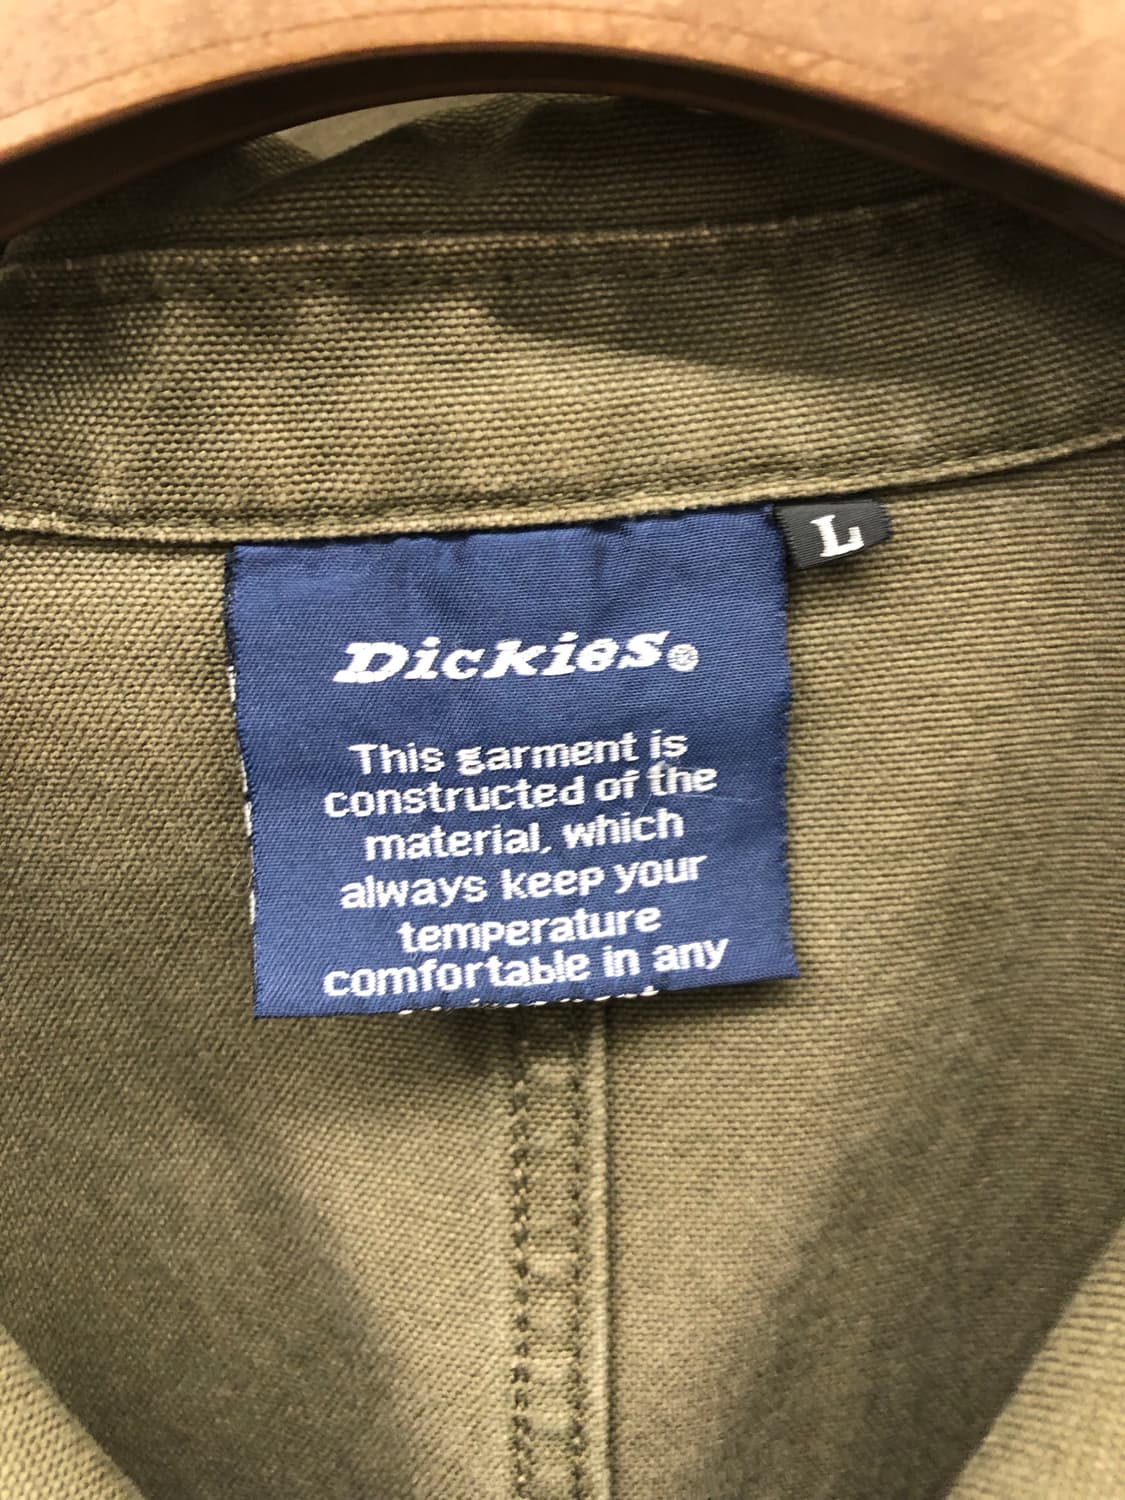 L
Dickies®
This garment is
constructed of the
material, which
always keep your
temperature
comfortable in any